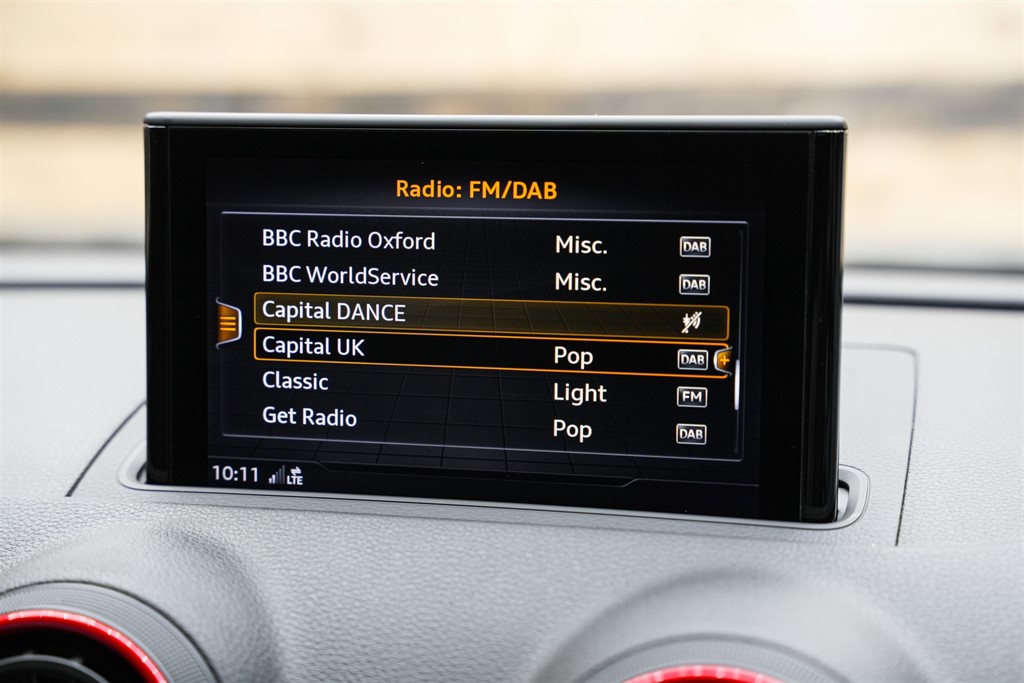 Radio: FM/DAB
BBC Radio Oxford Misc. DAB
BBC WorldService Misc. DAB
Capital DANCE
Capital UK Pop DAB
Classic Light FM
Get Radio Pop DAB
10:11 LTE